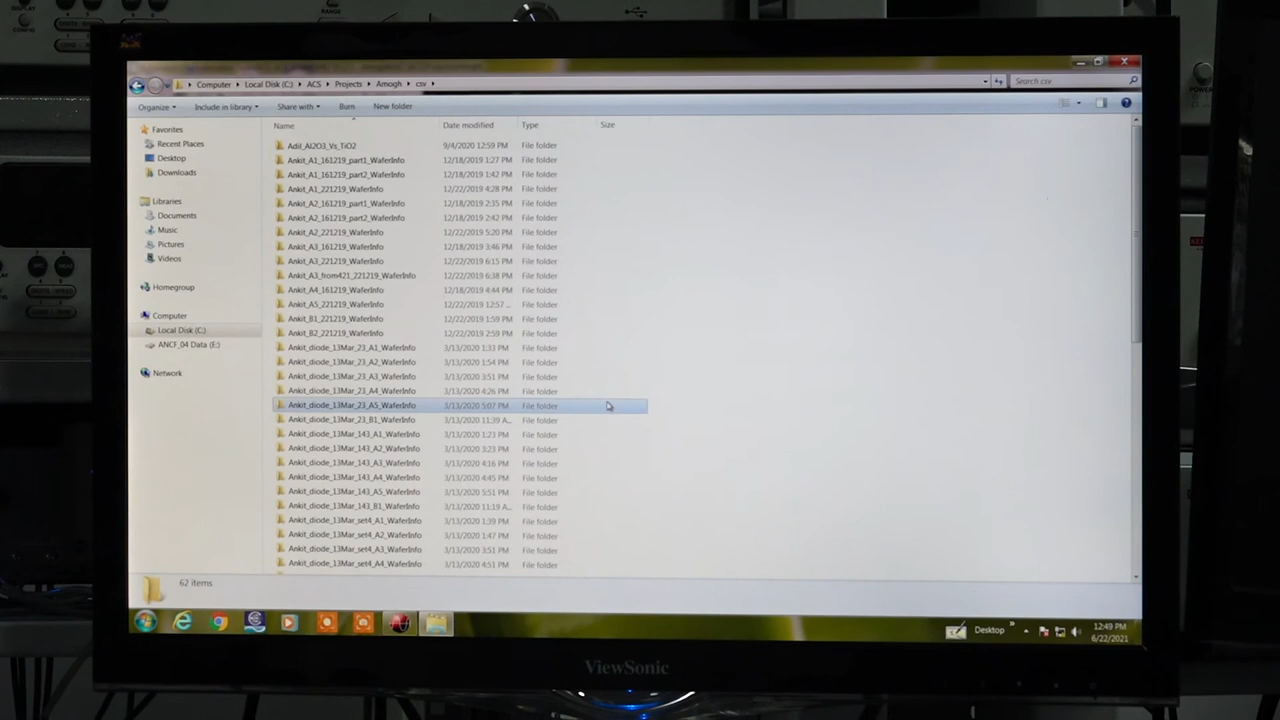 RANGE
CONFIG
POWER
Computer ▸ Local Disk (C:) ▸ ACS ▸ Projects ▸ Amogh ▸ csv ▸
Search csv
Organize Include in library Share with Burn New folder
Name Date modified Type Size
Favorites
Recent Places
Desktop
Downloads
Libraries
Documents
Music
Pictures
Videos
Homegroup
Computer
Local Disk (C:)
ANCF_04 Data (E:)
Network
Adil_Al2O3_Vs_TiO2 9/4/2020 12:59 PM File folder
Ankit_A1_161219_part1_WaferInfo 12/18/2019 1:27 PM File folder
Ankit_A1_161219_part2_WaferInfo 12/18/2019 1:42 PM File folder
Ankit_A1_221219_WaferInfo 12/22/2019 4:28 PM File folder
Ankit_A2_161219_part1_WaferInfo 12/18/2019 2:35 PM File folder
Ankit_A2_161219_part2_WaferInfo 12/18/2019 2:42 PM File folder
Ankit_A2_221219_WaferInfo 12/22/2019 5:20 PM File folder
Ankit_A3_161219_WaferInfo 12/18/2019 3:46 PM File folder
Ankit_A3_221219_WaferInfo 12/22/2019 6:15 PM File folder
Ankit_A3_from421_221219_WaferInfo 12/22/2019 6:38 PM File folder
Ankit_A4_161219_WaferInfo 12/18/2019 4:44 PM File folder
Ankit_A5_221219_WaferInfo 12/22/2019 12:57 ... File folder
Ankit_B1_221219_WaferInfo 12/22/2019 1:59 PM File folder
Ankit_B2_221219_WaferInfo 12/22/2019 2:59 PM File folder
Ankit_diode_13Mar_23_A1_WaferInfo 3/13/2020 1:33 PM File folder
Ankit_diode_13Mar_23_A2_WaferInfo 3/13/2020 1:54 PM File folder
Ankit_diode_13Mar_23_A3_WaferInfo 3/13/2020 3:51 PM File folder
Ankit_diode_13Mar_23_A4_WaferInfo 3/13/2020 4:26 PM File folder
Ankit_diode_13Mar_23_A5_WaferInfo 3/13/2020 5:07 PM File folder
Ankit_diode_13Mar_23_B1_WaferInfo 3/13/2020 11:39 A... File folder
Ankit_diode_13Mar_143_A1_WaferInfo 3/13/2020 1:23 PM File folder
Ankit_diode_13Mar_143_A2_WaferInfo 3/13/2020 3:23 PM File folder
Ankit_diode_13Mar_143_A3_WaferInfo 3/13/2020 4:16 PM File folder
Ankit_diode_13Mar_143_A4_WaferInfo 3/13/2020 4:45 PM File folder
Ankit_diode_13Mar_143_A5_WaferInfo 3/13/2020 5:51 PM File folder
Ankit_diode_13Mar_143_B1_WaferInfo 3/13/2020 11:19 A... File folder
Ankit_diode_13Mar_set4_A1_WaferInfo 3/13/2020 1:39 PM File folder
Ankit_diode_13Mar_set4_A2_WaferInfo 3/13/2020 1:47 PM File folder
Ankit_diode_13Mar_set4_A3_WaferInfo 3/13/2020 3:51 PM File folder
Ankit_diode_13Mar_set4_A4_WaferInfo 3/13/2020 4:51 PM File folder
62 items
Desktop »
12:49 PM
6/22/2021
ViewSonic